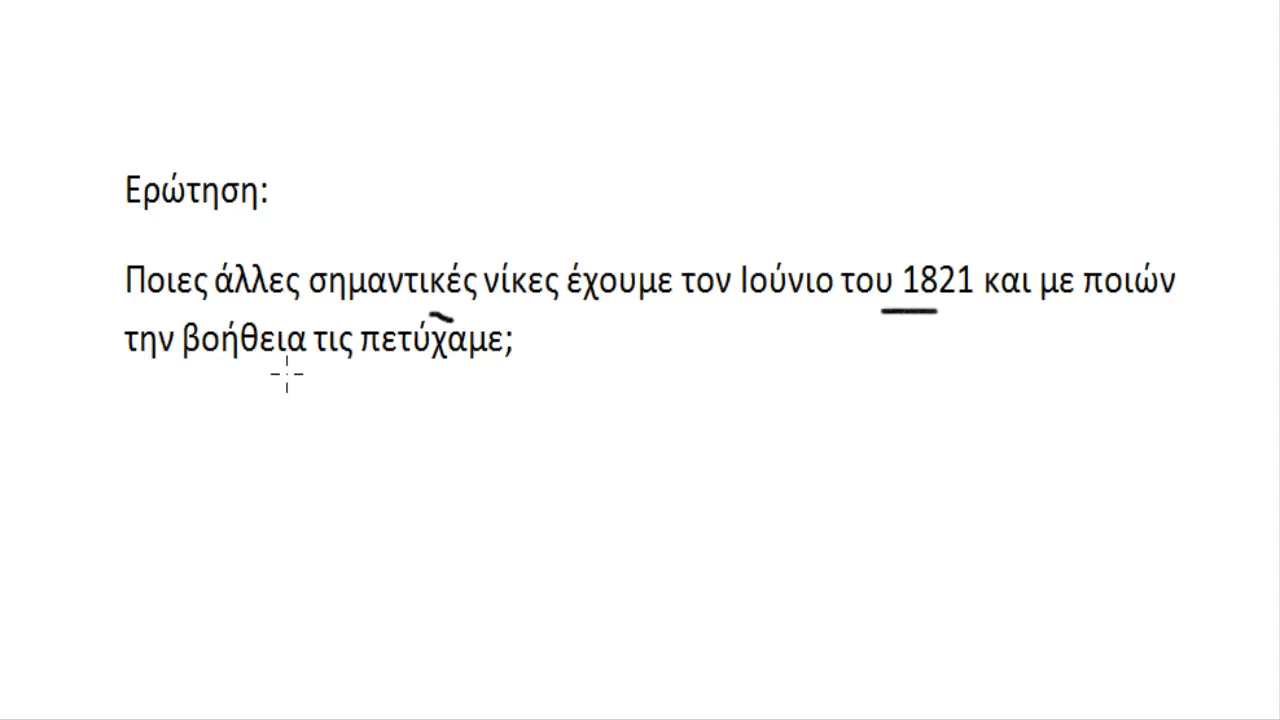 Ερώτηση:
Ποιες άλλες σημαντικές νίκες έχουμε τον Ιούνιο του 1821 και με ποιών
την βοήθεια τις πετύχαμε;